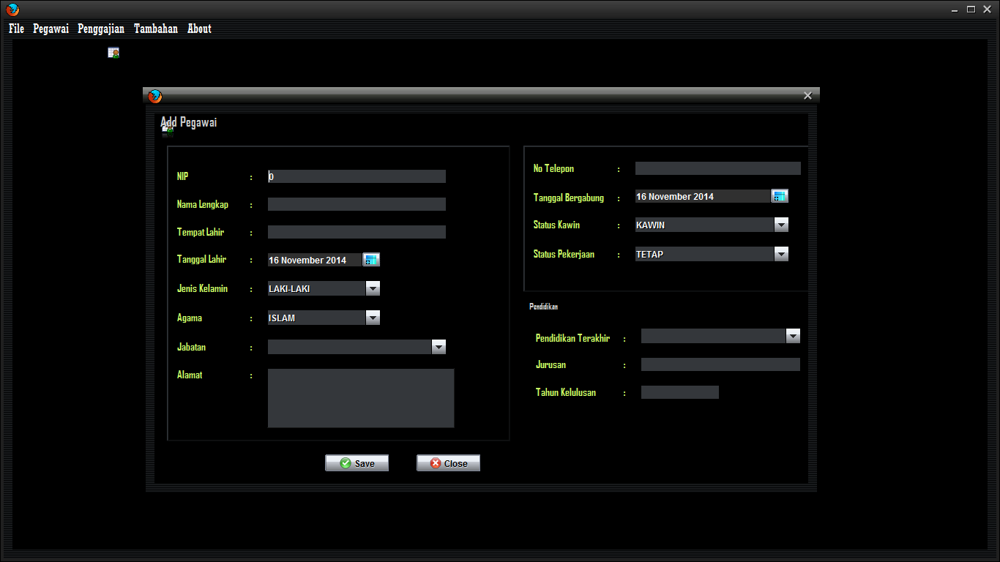 File Pegawai Penggajian Tambahan About
Add Pegawai
NIP : 0
Nama Lengkap :
Tempat Lahir :
Tanggal Lahir : 16 November 2014
Jenis Kelamin : LAKI-LAKI
Agama : ISLAM
Jabatan :
Alamat :
No Telepon :
Tanggal Bergabung : 16 November 2014
Status Kawin : KAWIN
Status Pekerjaan : TETAP
Pendidikan
Pendidikan Terakhir :
Jurusan :
Tahun Kelulusan :
Save Close